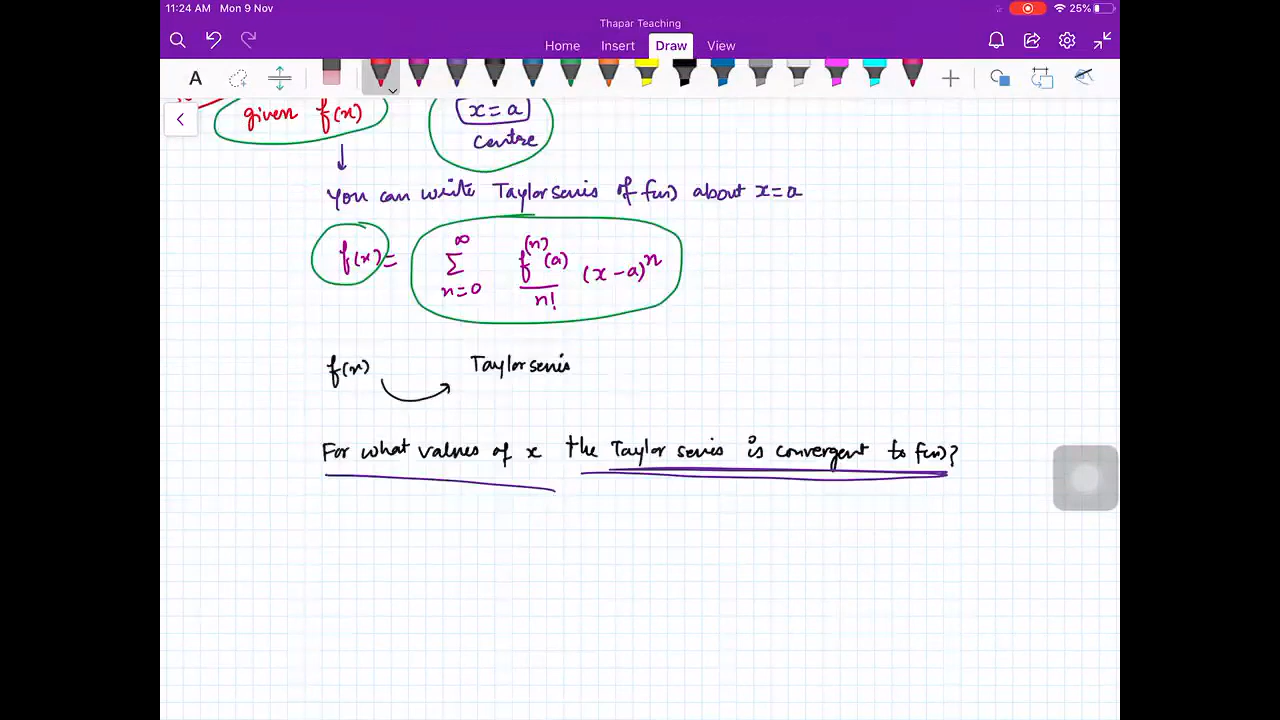 11:24 AM Mon 9 Nov
25%
Thapar Teaching
Home Insert Draw View
A
given f(x)
x=a
centre
You can write Taylor series of f(x) about x=a
f(x) = ∞ Σ n=0 f^(n)(a) / n! (x-a)^n
f(x) Taylor series
For what values of x the Taylor series is convergent to f(x)?